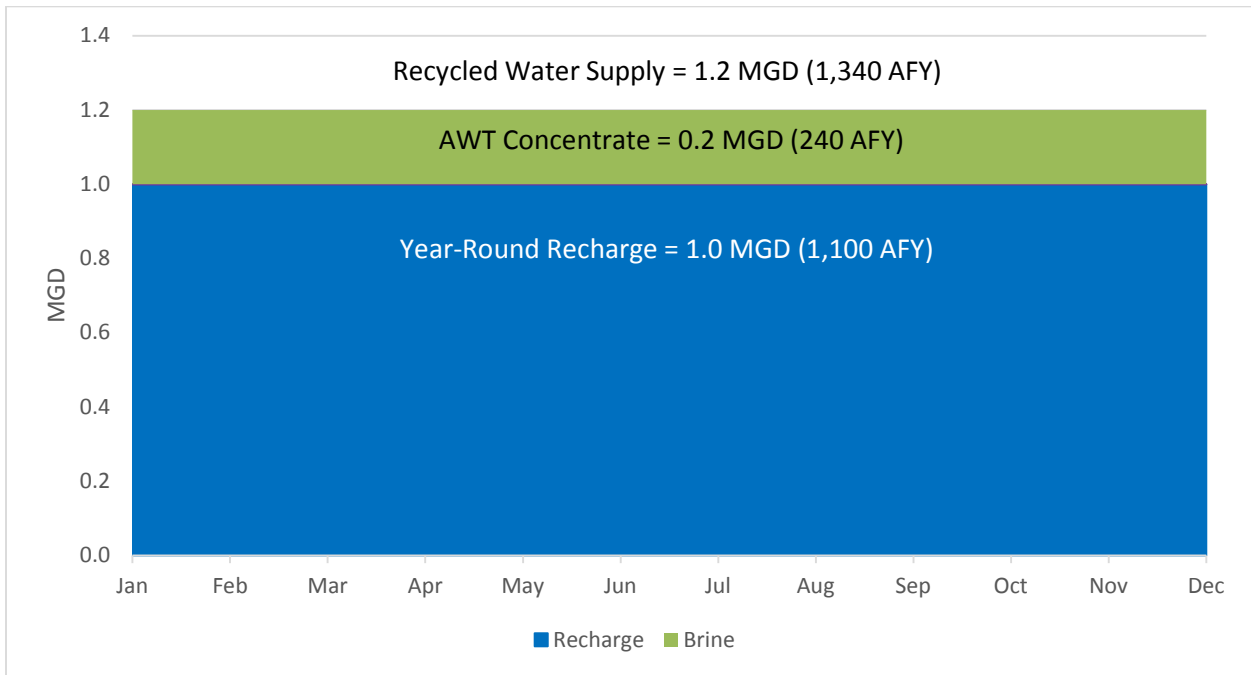 1.4
Recycled Water Supply = 1.2 MGD (1,340 AFY)
1.2
AWT Concentrate = 0.2 MGD (240 AFY)
1.0
Year-Round Recharge = 1.0 MGD (1,100 AFY)
0.8
MGD
0.6
0.4
0.2
0.0
Jan Feb Mar Apr May Jun Jul Aug Sep Oct Nov Dec
Recharge Brine